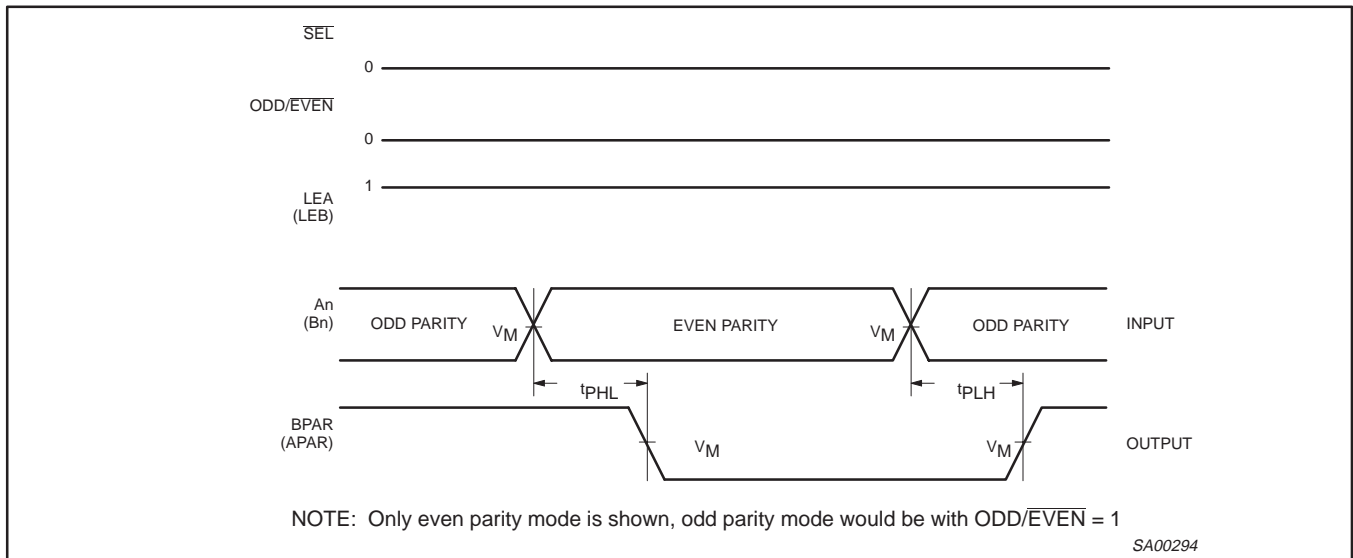 SEL
0
ODD/EVEN
0
1
LEA
(LEB)
An
(Bn)
ODD PARITY
VM
EVEN PARITY
VM
ODD PARITY
INPUT
tPHL
tPLH
BPAR
(APAR)
VM
VM
OUTPUT
NOTE: Only even parity mode is shown, odd parity mode would be with ODD/EVEN = 1
SA00294